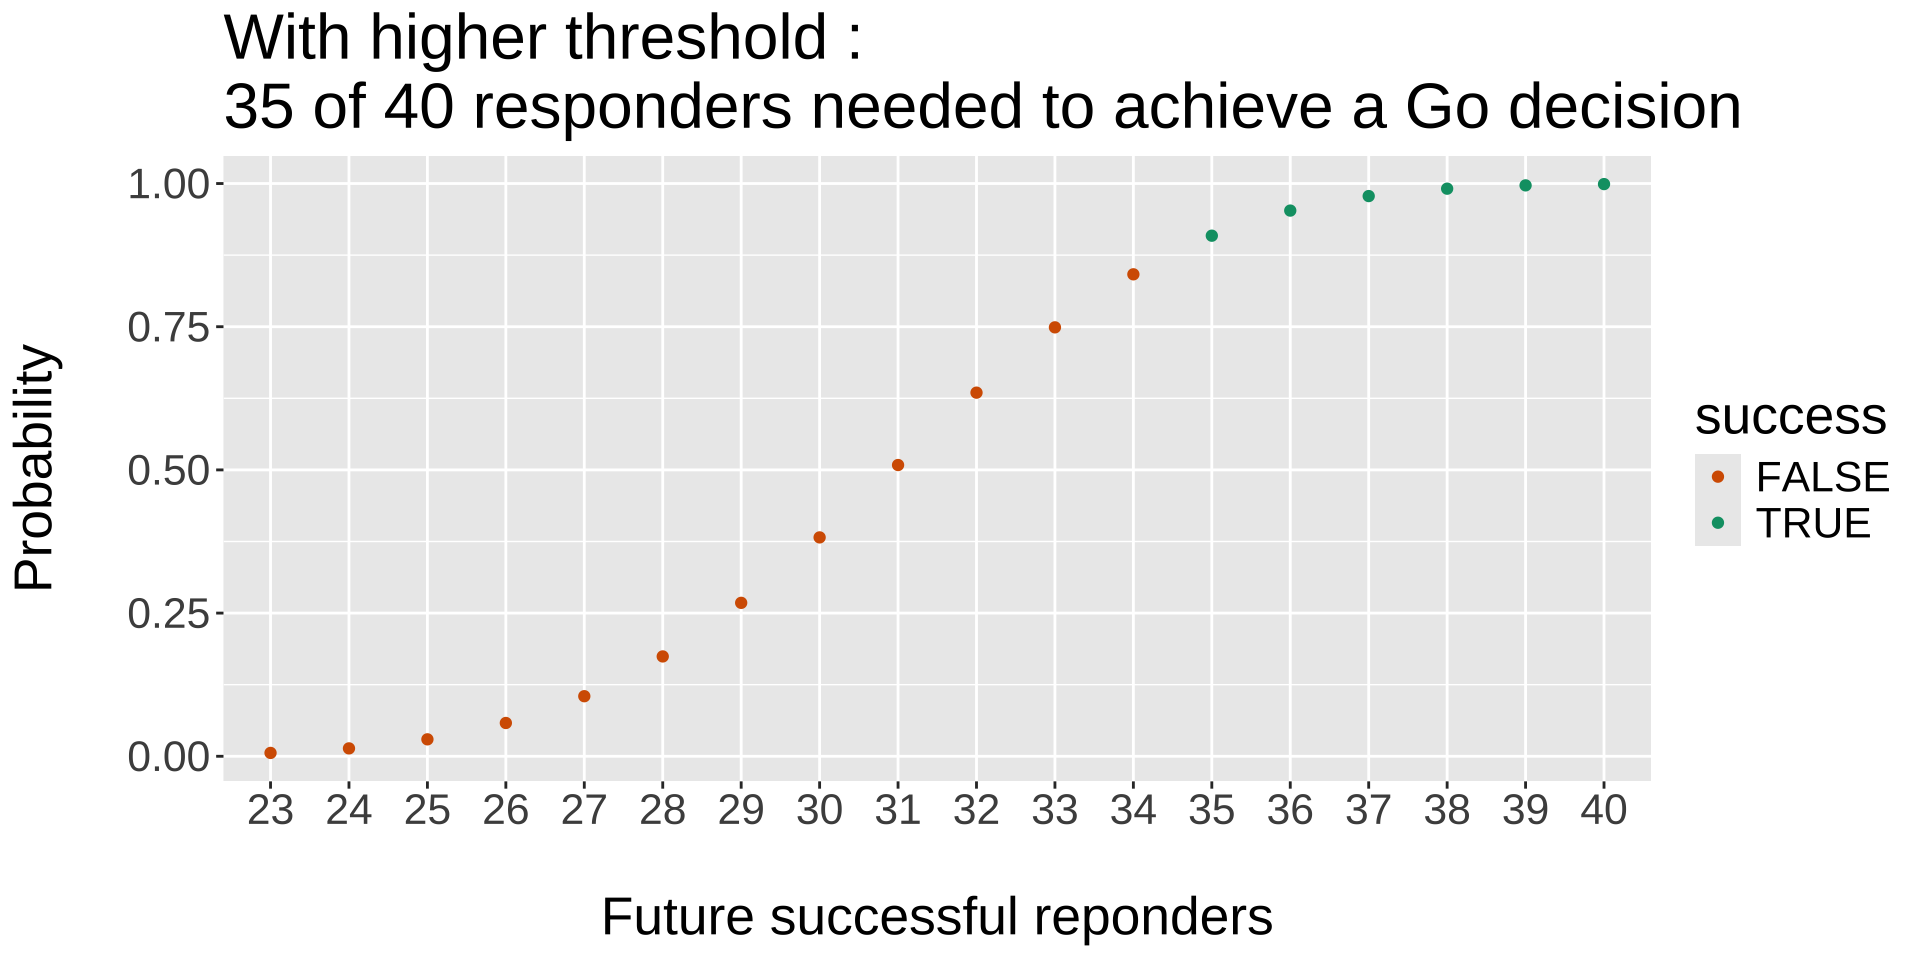 With higher threshold :
35 of 40 responders needed to achieve a Go decision
Probability
1.00
0.75
0.50
0.25
0.00
23 24 25 26 27 28 29 30 31 32 33 34 35 36 37 38 39 40
Future successful reponders
success
FALSE
TRUE